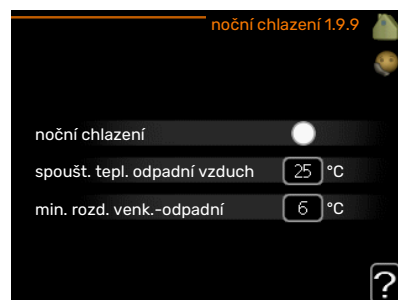 noční chlazení 1.9.9
noční chlazení
spoušt. tepl. odpadní vzduch 25 °C
min. rozd. venk.-odpadní 6 °C
?